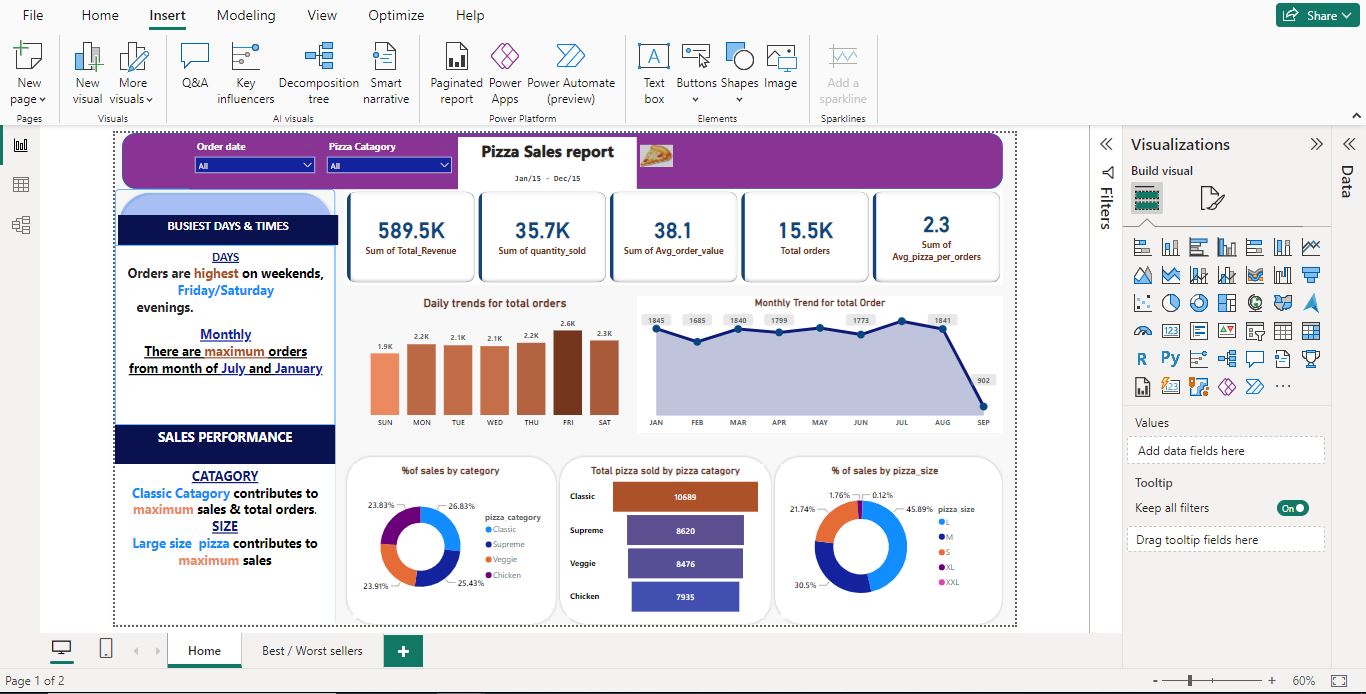 File Home Insert Modeling View Optimize Help
Share
New page
New visual
More visuals
Q&A
Key influencers
Decomposition tree
Smart narrative
Paginated report
Power Apps
Power Automate (preview)
Text box
Buttons
Shapes
Image
Add a sparkline
Pages
Visuals
AI visuals
Power Platform
Elements
Sparklines
Order date
All
Pizza Catagory
All
Pizza Sales report
Jan/15 - Dec/15
BUSIEST DAYS & TIMES
DAYS
Orders are highest on weekends,
Friday/Saturday
evenings.
Monthly
There are maximum orders
from month of July and January
SALES PERFORMANCE
CATAGORY
Classic Catagory contributes to
maximum sales & total orders.
SIZE
Large size pizza contributes to
maximum sales
589.5K
Sum of Total_Revenue
35.7K
Sum of quantity_sold
38.1
Sum of Avg_order_value
15.5K
Total orders
2.3
Sum of
Avg_pizza_per_orders
Daily trends for total orders
1.9K 2.2K 2.1K 2.1K 2.2K 2.6K 2.3K
SUN MON TUE WED THU FRI SAT
Monthly Trend for total Order
1845 1685 1840 1799 1773 1841 902
JAN FEB MAR APR MAY JUN JUL AUG SEP
%of sales by category
23.83% 26.83%
23.91% 25.43%
pizza category
Classic
Supreme
Veggie
Chicken
Total pizza sold by pizza catagory
Classic 10689
Supreme 8620
Veggie 8476
Chicken 7935
% of sales by pizza_size
1.76% 0.12%
21.74% 45.89%
30.5%
pizza size
L
M
S
XL
XXL
Filters
Visualizations
Build visual
123
R Py
123
Values
Add data fields here
Tooltip
Keep all filters On
Drag tooltip fields here
Data
Home Best / Worst sellers +
Page 1 of 2
- + 60%